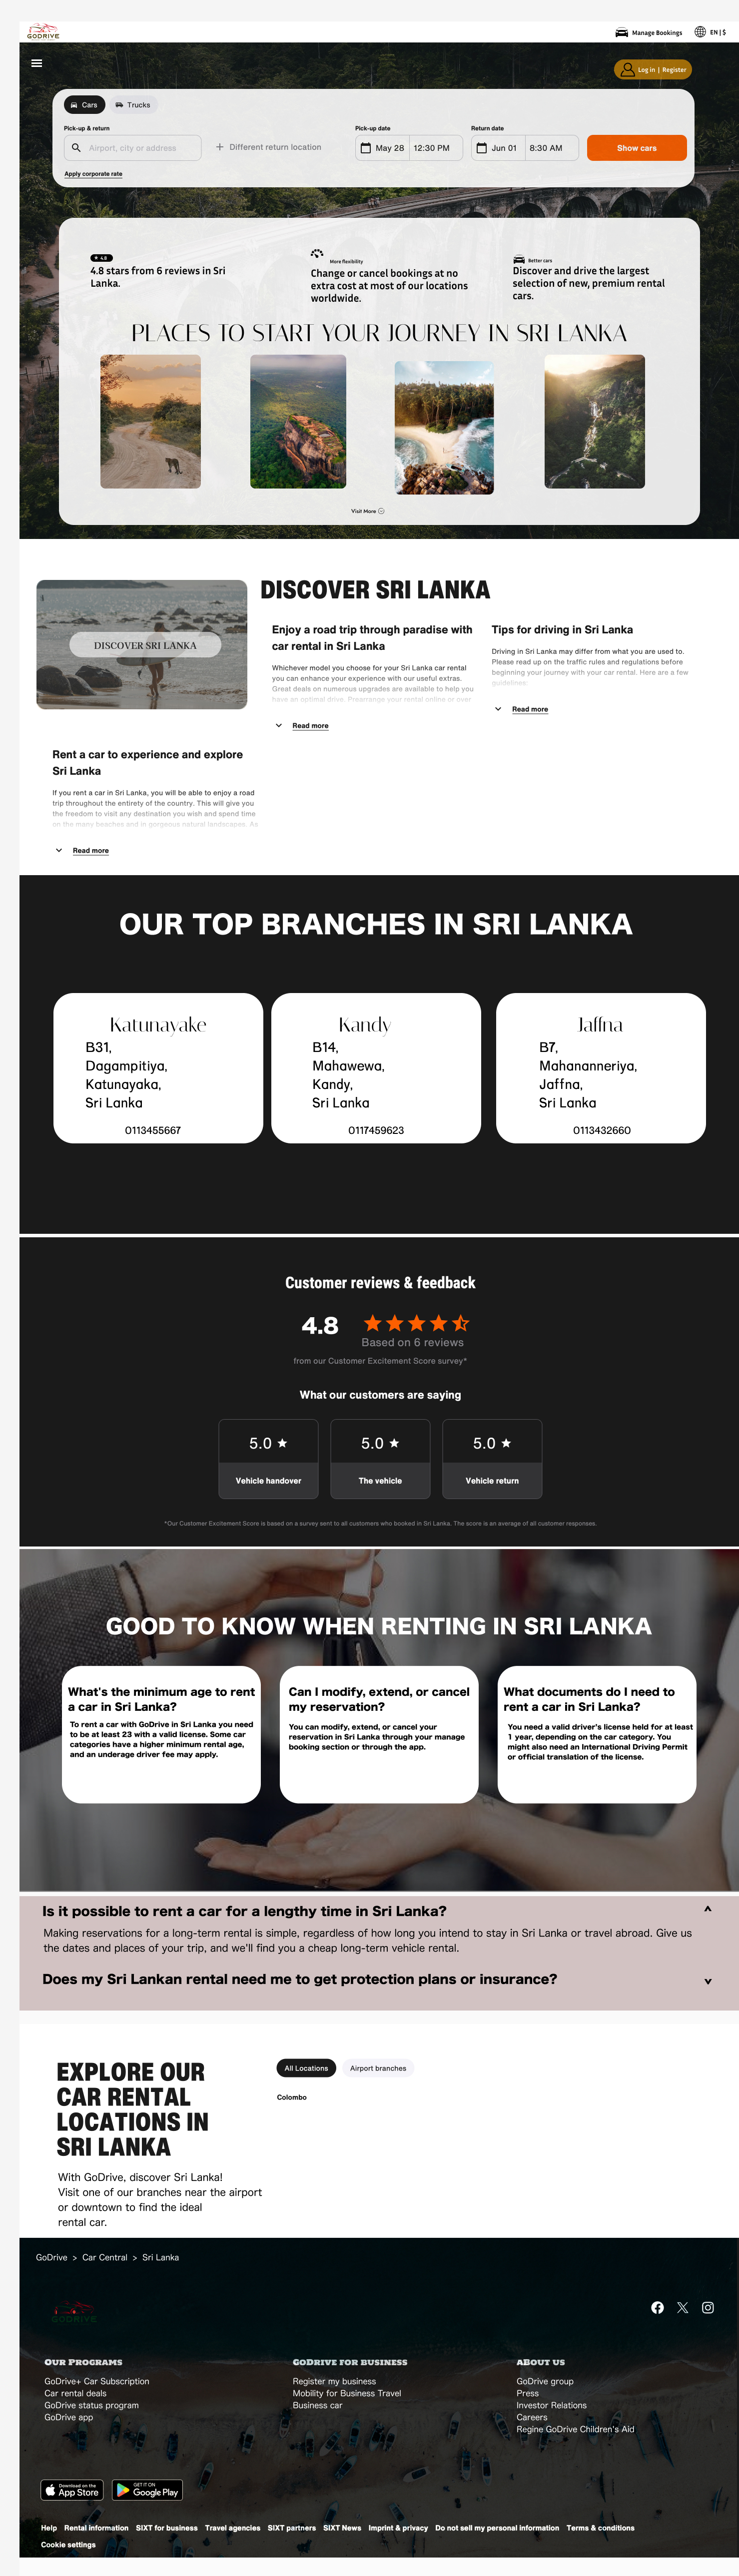 GODRIVE
Manage Bookings
EN | $
Log in | Register
Cars
Trucks
Pick-up & return
Airport, city or address
Different return location
Pick-up date
May 28
12:30 PM
Return date
Jun 01
8:30 AM
Show cars
Apply corporate rate
4.8
4.8 stars from 6 reviews in Sri
Lanka.
More flexibility
Change or cancel bookings at no
extra cost at most of our locations
worldwide.
Better cars
Discover and drive the largest
selection of new, premium rental
cars.
PLACES TO START YOUR JOURNEY IN SRI LANKA
Visit More
DISCOVER SRI LANKA
DISCOVER SRI LANKA
Enjoy a road trip through paradise with
car rental in Sri Lanka
Whichever model you choose for your Sri Lanka car rental
you can enhance your experience with our useful extras.
Great deals on numerous upgrades are available to help you
have an optimal drive. Prearrange your rental online or over
Read more
Tips for driving in Sri Lanka
Driving in Sri Lanka may differ from what you are used to.
Please read up on the traffic rules and regulations before
beginning your journey with your car rental. Here are a few
guidelines:
Read more
Rent a car to experience and explore
Sri Lanka
If you rent a car in Sri Lanka, you will be able to enjoy a road
trip throughout the entirety of the country. This will give you
the freedom to visit any destination you wish and spend time
on the many beaches and in gorgeous natural landscapes. As
Read more
OUR TOP BRANCHES IN SRI LANKA
Katunayake
B31,
Dagampitiya,
Katunayaka,
Sri Lanka
0113455667
Kandy
B14,
Mahawewa,
Kandy,
Sri Lanka
0117459623
Jaffna
B7,
Mahananneriya,
Jaffna,
Sri Lanka
0113432660
Customer reviews & feedback
4.8
Based on 6 reviews
from our Customer Excitement Score survey*
What our customers are saying
5.0
Vehicle handover
5.0
The vehicle
5.0
Vehicle return
*Our Customer Excitement Score is based on a survey sent to all customers who booked in Sri Lanka. The score is an average of all customer responses.
GOOD TO KNOW WHEN RENTING IN SRI LANKA
What's the minimum age to rent
a car in Sri Lanka?
To rent a car with GoDrive in Sri Lanka you need
to be at least 23 with a valid license. Some car
categories have a higher minimum rental age,
and an underage driver fee may apply.
Can I modify, extend, or cancel
my reservation?
You can modify, extend, or cancel your
reservation in Sri Lanka through your manage
booking section or through the app.
What documents do I need to
rent a car in Sri Lanka?
You need a valid driver's license held for at least
1 year, depending on the car category. You
might also need an International Driving Permit
or official translation of the license.
Is it possible to rent a car for a lengthy time in Sri Lanka?
Making reservations for a long-term rental is simple, regardless of how long you intend to stay in Sri Lanka or travel abroad. Give us
the dates and places of your trip, and we'll find you a cheap long-term vehicle rental.
Does my Sri Lankan rental need me to get protection plans or insurance?
EXPLORE OUR
CAR RENTAL
LOCATIONS IN
SRI LANKA
With GoDrive, discover Sri Lanka!
Visit one of our branches near the airport
or downtown to find the ideal
rental car.
All Locations
Airport branches
Colombo
GoDrive > Car Central > Sri Lanka
GODRIVE
OUR PROGRAMS
GoDrive+ Car Subscription
Car rental deals
GoDrive status program
GoDrive app
GODRIVE FOR BUSINESS
Register my business
Mobility for Business Travel
Business car
ABOUT US
GoDrive group
Press
Investor Relations
Careers
Regine GoDrive Children's Aid
Download on the
App Store
GET IT ON
Google Play
Help Rental information SIXT for business Travel agencies SIXT partners SIXT News Imprint & privacy Do not sell my personal information Terms & conditions
Cookie settings